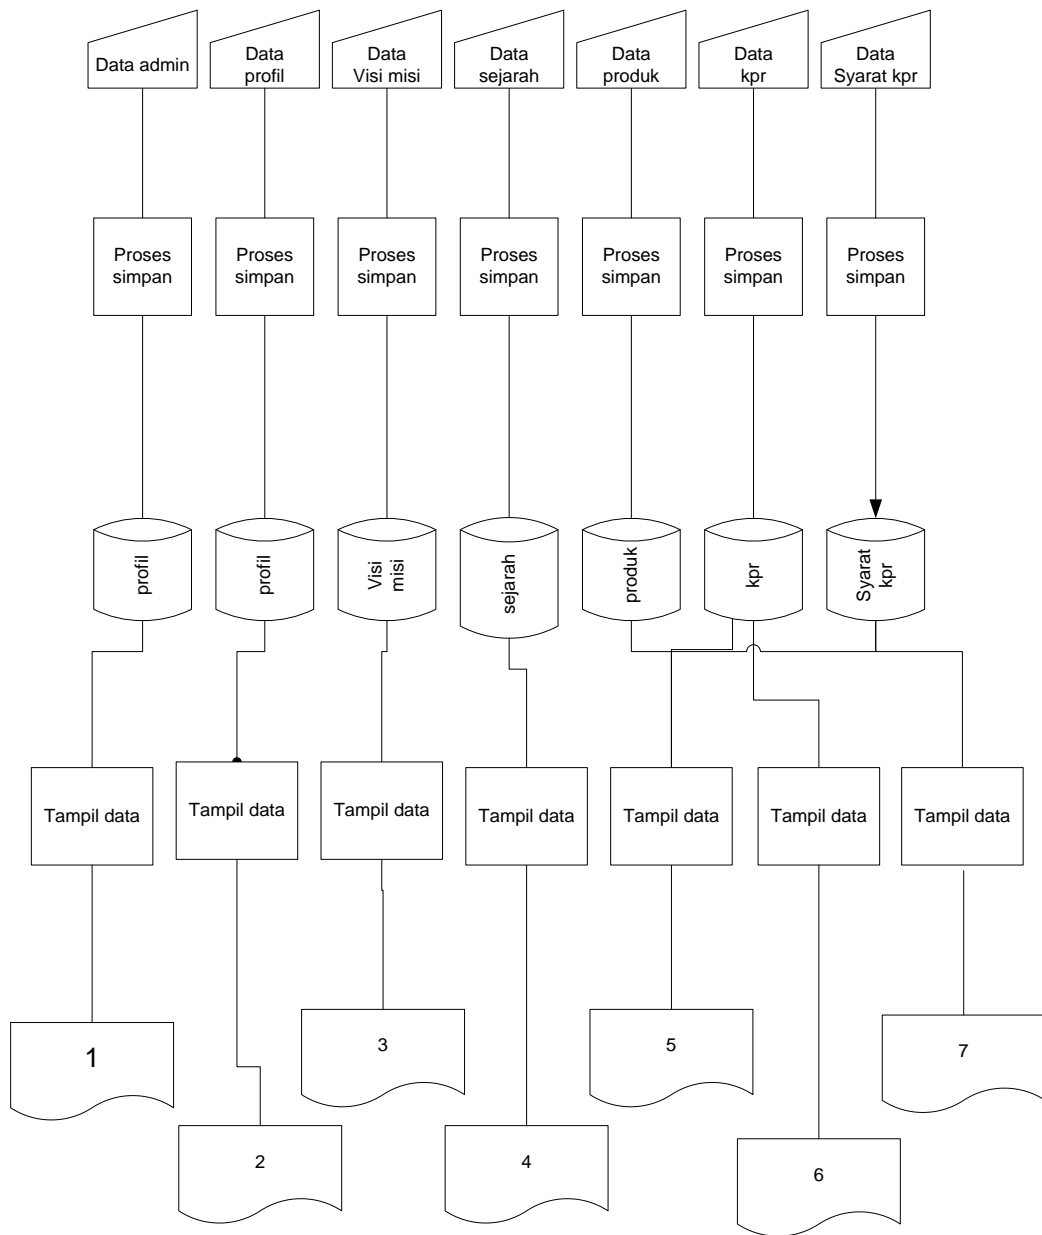 Data admin
Data
profil
Data
Visi misi
Data
sejarah
Data
produk
Data
kpr
Data
Syarat kpr
Proses
simpan
Proses
simpan
Proses
simpan
Proses
simpan
Proses
simpan
Proses
simpan
Proses
simpan
profil
profil
Visi
misi
sejarah
produk
kpr
Syarat
kpr
Tampil data
Tampil data
Tampil data
Tampil data
Tampil data
Tampil data
Tampil data
1
2
3
4
5
6
7